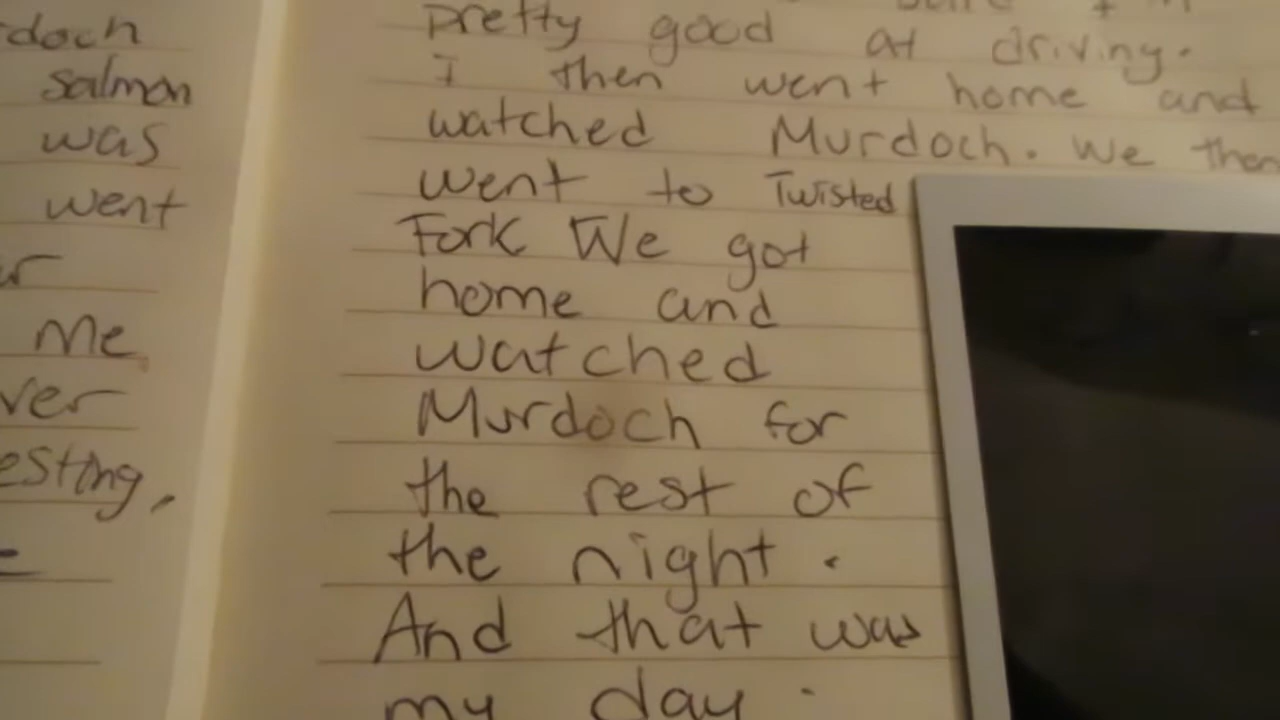 doch
salmon
was
went
me
esting,
pretty good at driving.
I then went home and
watched Murdoch. We then
went to Twisted
Fork We got
home and
watched
Murdoch for
the rest of
the night.
And that was
my day.